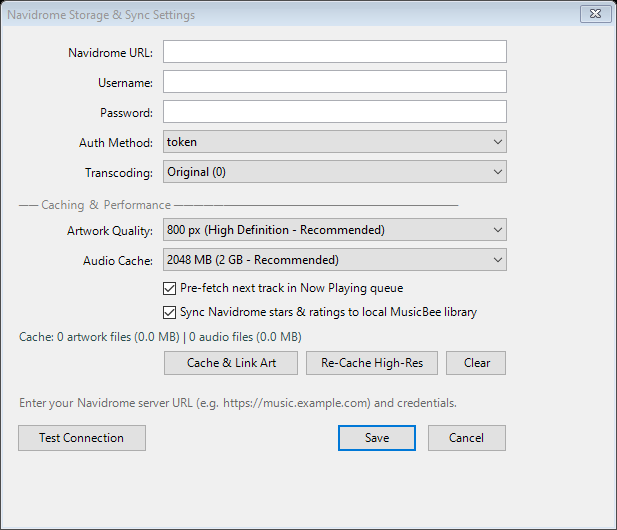 Navidrome Storage & Sync Settings
Navidrome URL:
Username:
Password:
Auth Method: token
Transcoding: Original (0)
Caching & Performance
Artwork Quality: 800 px (High Definition - Recommended)
Audio Cache: 2048 MB (2 GB - Recommended)
Pre-fetch next track in Now Playing queue
Sync Navidrome stars & ratings to local MusicBee library
Cache: 0 artwork files (0.0 MB) | 0 audio files (0.0 MB)
Cache & Link Art Re-Cache High-Res Clear
Enter your Navidrome server URL (e.g. https://music.example.com) and credentials.
Test Connection Save Cancel